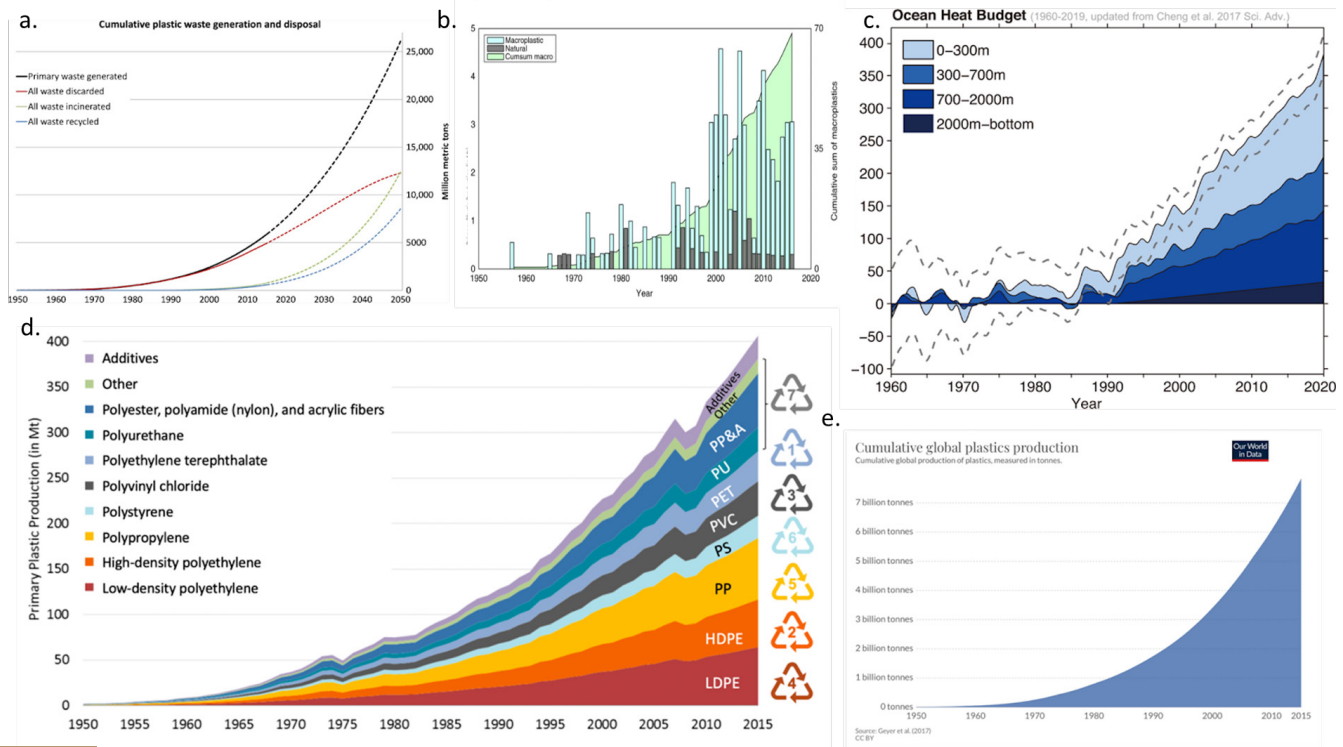 a.
Cumulative plastic waste generation and disposal
Primary waste generated
All waste discarded
All waste incinerated
All waste recycled
25,000
20,000
15,000
10,000
5000
0
Million metric tons
1950 1960 1970 1980 1990 2000 2010 2020 2030 2040 2050
b.
Macroplastic
Natural
Cumsum macro
5
4
3
2
1
0
70
35
0
Cumulative sum of macroplastics
1950 1960 1970 1980 1990 2000 2010 2020
Year
c.
Ocean Heat Budget (1960-2019, updated from Cheng et al. 2017 Sci. Adv.)
0−300m
300−700m
700−2000m
2000m−bottom
400
350
300
250
200
150
100
50
0
−50
−100
1960 1970 1980 1990 2000 2010 2020
Year
d.
Primary Plastic Production (in Mt)
400
350
300
250
200
150
100
50
0
Additives
Other
Polyester, polyamide (nylon), and acrylic fibers
Polyurethane
Polyethylene terephthalate
Polyvinyl chloride
Polystyrene
Polypropylene
High-density polyethylene
Low-density polyethylene
Additives
Other
PP&A
PU
PET
PVC
PS
PP
HDPE
LDPE
7
1
3
6
5
2
4
1950 1955 1960 1965 1970 1975 1980 1985 1990 1995 2000 2005 2010 2015
e.
Cumulative global plastics production
Cumulative global production of plastics, measured in tonnes.
Our World
in Data
7 billion tonnes
6 billion tonnes
5 billion tonnes
4 billion tonnes
3 billion tonnes
2 billion tonnes
1 billion tonnes
0 tonnes
1950 1960 1970 1980 1990 2000 2010 2015
Source: Geyer et al. (2017)
CC BY